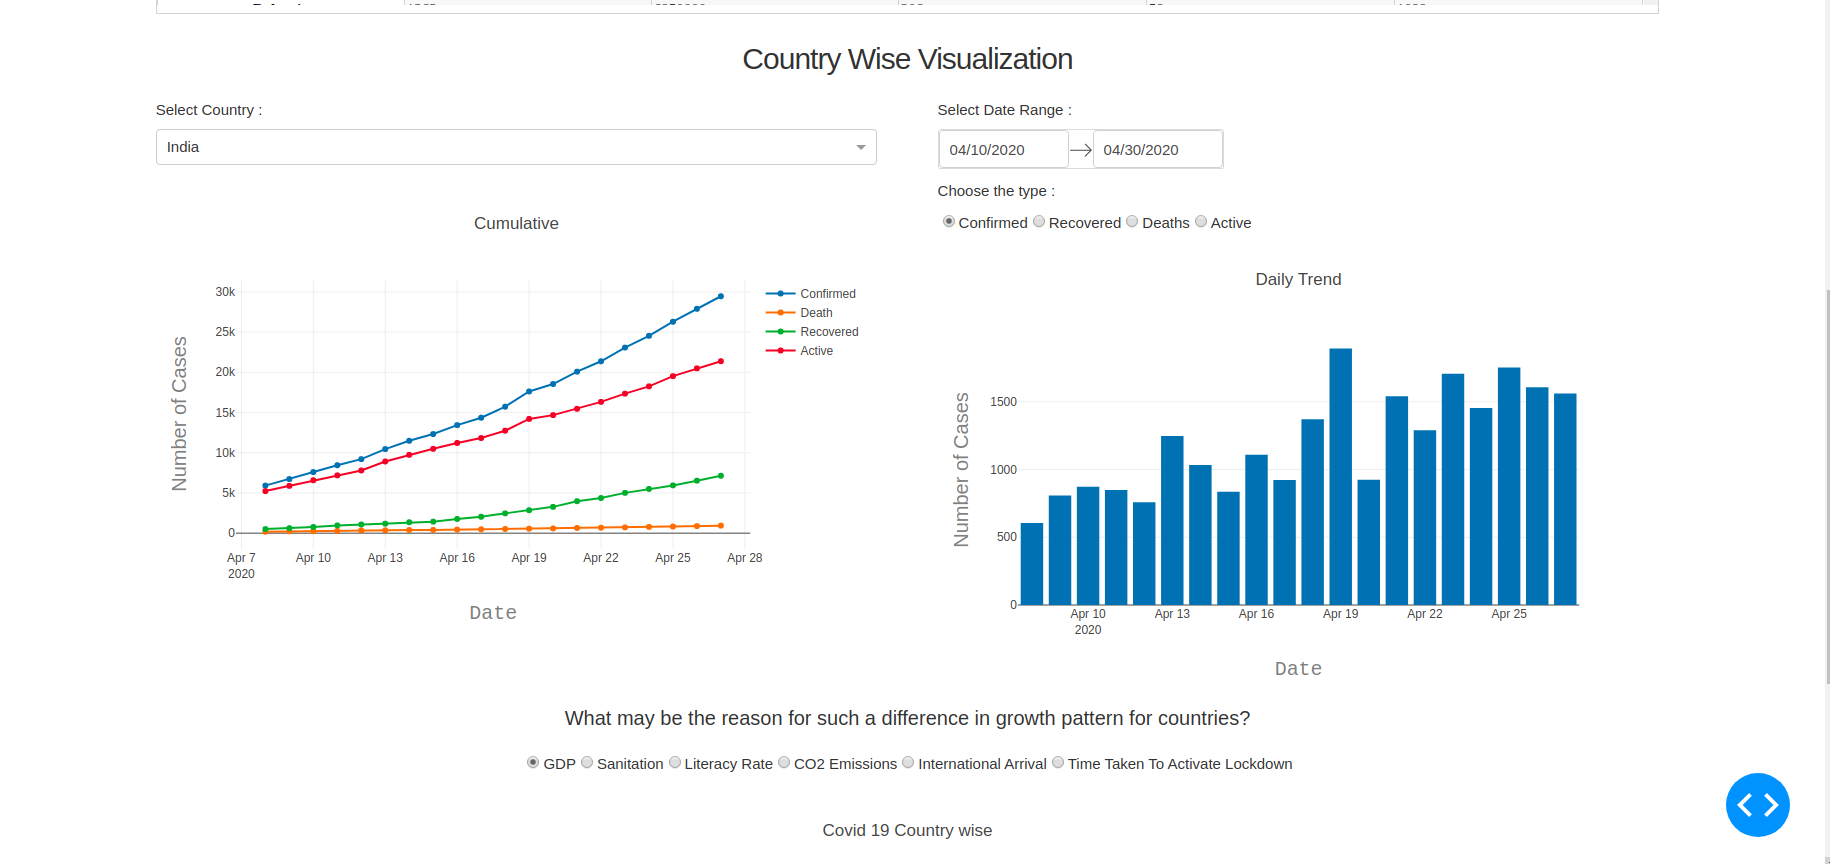 Country Wise Visualization
Select Country :
India
Select Date Range :
04/10/2020
04/30/2020
Choose the type :
Confirmed Recovered Deaths Active
Cumulative
Number of Cases
30k
25k
20k
15k
10k
5k
0
Apr 7 Apr 10 Apr 13 Apr 16 Apr 19 Apr 22 Apr 25 Apr 28
2020
Date
Confirmed
Death
Recovered
Active
Daily Trend
Number of Cases
1500
1000
500
0
Apr 10 Apr 13 Apr 16 Apr 19 Apr 22 Apr 25
2020
Date
What may be the reason for such a difference in growth pattern for countries?
GDP Sanitation Literacy Rate CO2 Emissions International Arrival Time Taken To Activate Lockdown
Covid 19 Country wise